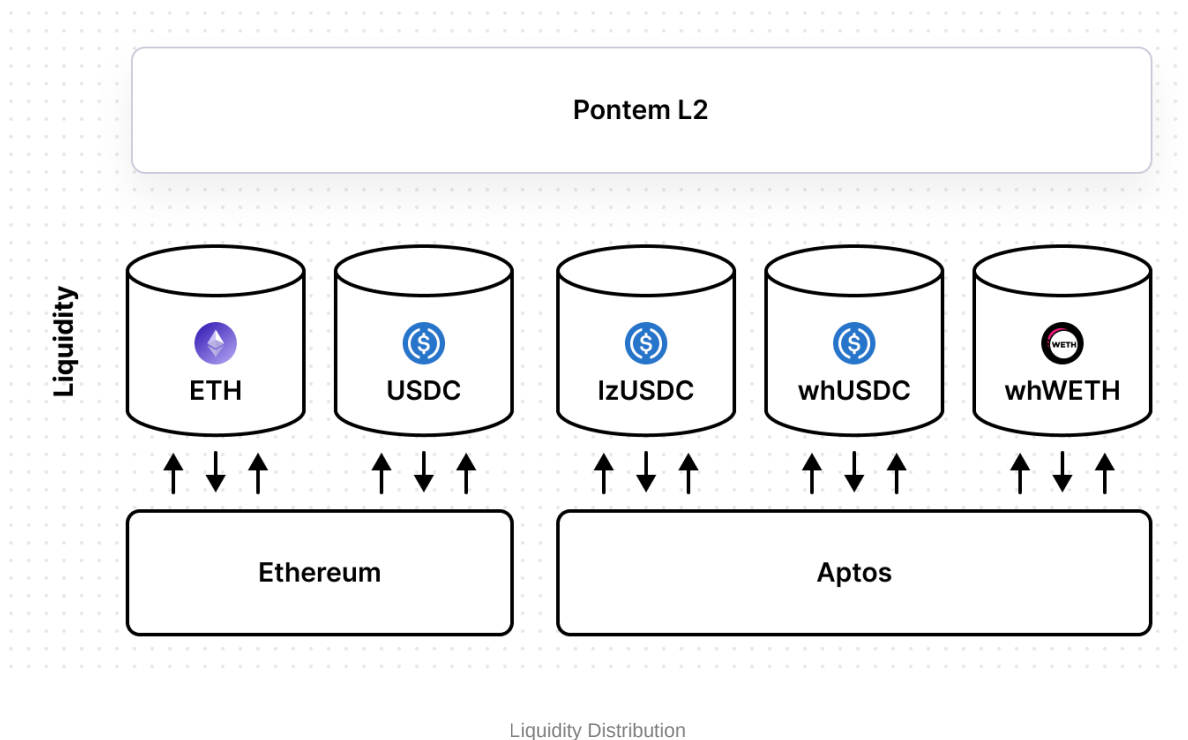 Pontem L2
Liquidity
ETH
USDC
lzUSDC
whUSDC
WETH
whWETH
Ethereum
Aptos
Liquidity Distribution